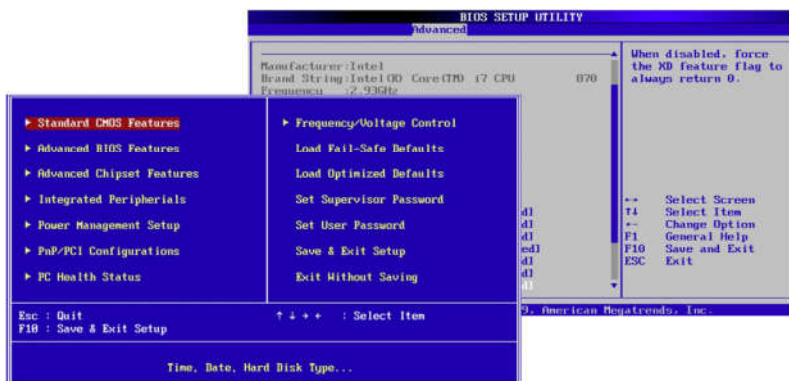 BIOS SETUP UTILITY
Advanced
Manufacturer:Intel
Brand String:Intel(R) Core(TM) i7 CPU 870
Frequency :2.93GHz
When disabled, force
the XD feature flag to
always return 0.
←→ Select Screen
↑↓ Select Item
+- Change Option
F1 General Help
F10 Save and Exit
ESC Exit
d]
d]
d]
ed]
d]
d]
d]
9, American Megatrends, Inc.
▶ Standard CMOS Features
▶ Advanced BIOS Features
▶ Advanced Chipset Features
▶ Integrated Peripherals
▶ Power Management Setup
▶ PnP/PCI Configurations
▶ PC Health Status
▶ Frequency/Voltage Control
Load Fail-Safe Defaults
Load Optimized Defaults
Set Supervisor Password
Set User Password
Save & Exit Setup
Exit Without Saving
Esc : Quit
F10 : Save & Exit Setup
↑ ↓ → ← : Select Item
Time, Date, Hard Disk Type...